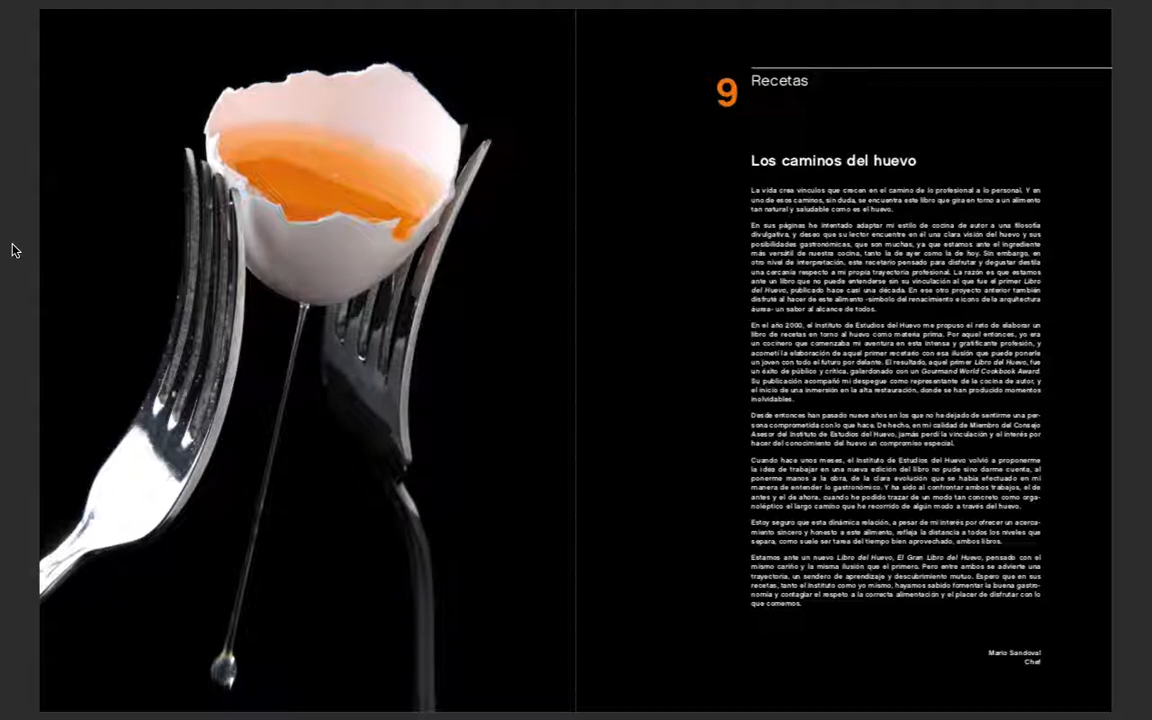 9
Recetas
Los caminos del huevo
La vida crea vínculos que crecen en el camino de lo profesional a lo personal. Y en
uno de esos caminos, sin duda, se encuentra este libro que gira en torno a un alimento
tan natural y saludable como es el huevo.
En sus páginas he intentado adaptar mi estilo de cocina de autor a una filosofía
divulgativa, y deseo que su lector encuentre en él una clara visión del huevo y sus
posibilidades gastronómicas, que son muchas, ya que estamos ante el ingrediente
más versátil de nuestra cocina, tanto la de ayer como la de hoy. Sin embargo, en
otro nivel de interpretación, este recetario pensado para disfrutar y degustar destila
una cercanía respecto a mi propia trayectoria profesional. La razón es que estamos
ante un libro que no puede entenderse sin su vinculación al que fue el primer Libro
del Huevo, publicado hace casi una década. En ese otro proyecto anterior también
disfruté al hacer de este alimento -símbolo del renacimiento e icono de la arquitectura
áurea- un sabor al alcance de todos.
En el año 2000, el Instituto de Estudios del Huevo me propuso el reto de elaborar un
libro de recetas en torno al huevo como materia prima. Por aquel entonces, yo era
un cocinero que comenzaba mi aventura en esta intensa y gratificante profesión, y
acometí la elaboración de aquel primer recetario con esa ilusión que puede ponerle
un joven con todo el futuro por delante. El resultado, aquel primer Libro del Huevo, fue
un éxito de público y crítica, galardonado con un Gourmand World Cookbook Award.
Su publicación acompañó mi despegue como representante de la cocina de autor, y
el inicio de una inmersión en la alta restauración, donde se han producido momentos
inolvidables.
Desde entonces han pasado nueve años en los que no he dejado de sentirme una per-
sona comprometida con lo que hace. De hecho, en mi calidad de Miembro del Consejo
Asesor del Instituto de Estudios del Huevo, jamás perdí la vinculación y el interés por
hacer del conocimiento del huevo un compromiso especial.
Cuando hace unos meses, el Instituto de Estudios del Huevo volvió a proponerme
la idea de trabajar en una nueva edición del libro no pude sino darme cuenta, al
ponerme manos a la obra, de la clara evolución que se había efectuado en mi
manera de entender lo gastronómico. Y ha sido al confrontar ambos trabajos, el de
antes y el de ahora, cuando he podido trazar de un modo tan concreto como orga-
noléptico el largo camino que he recorrido de algún modo a través del huevo.
Estoy seguro que esta dinámica relación, a pesar de mi interés por ofrecer un acerca-
miento sincero y honesto a este alimento, refleja la distancia a todos los niveles que
separa, como suele ser tarea del tiempo bien aprovechado, ambos libros.
Estamos ante un nuevo Libro del Huevo, El Gran Libro del Huevo, pensado con el
mismo cariño y la misma ilusión que el primero. Pero entre ambos se advierte una
trayectoria, un sendero de aprendizaje y descubrimiento mutuo. Espero que en sus
recetas, tanto el Instituto como yo mismo, hayamos sabido fomentar la buena gastro-
nomía y contagiar el respeto a la correcta alimentación y el placer de disfrutar con lo
que comemos.
Mario Sandoval
Chef